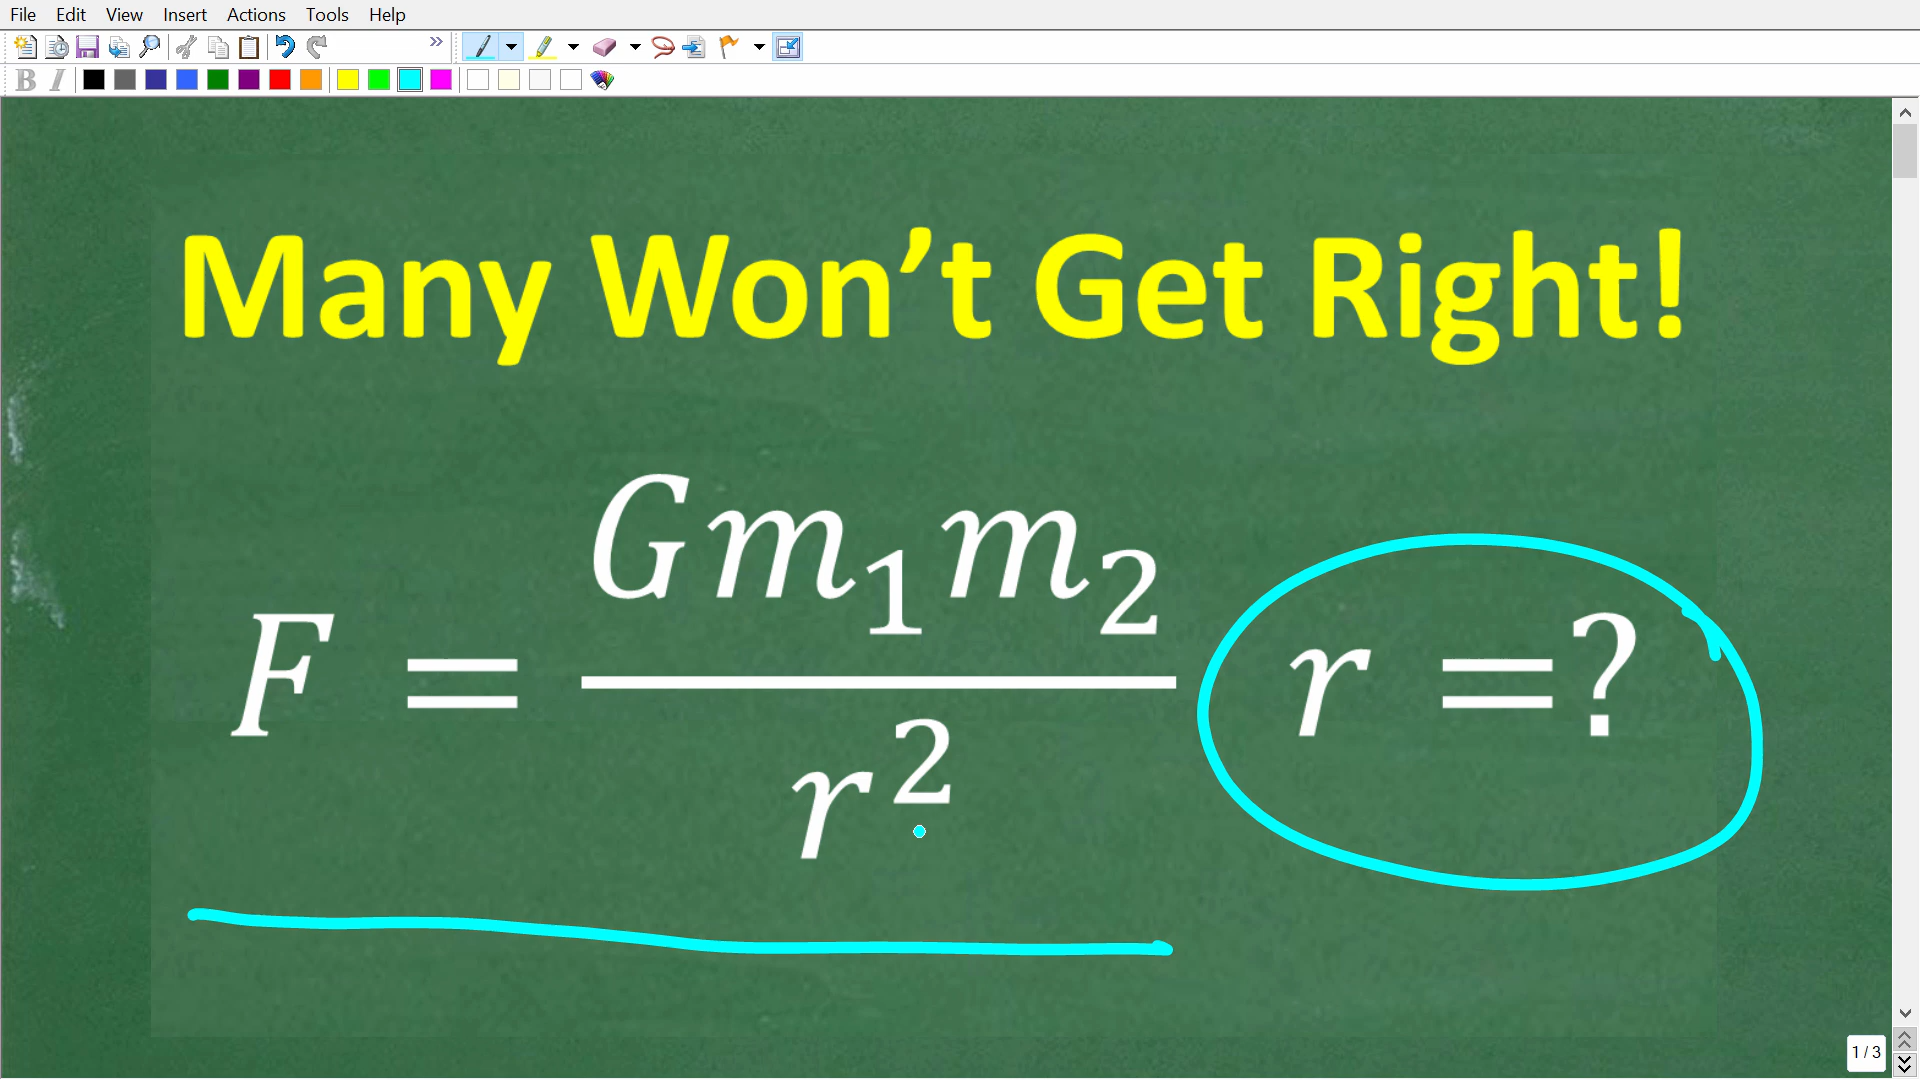 File Edit View Insert Actions Tools Help
B I
Many Won’t Get Right!
F = Gm₁m₂ / r² r =?
1 / 3